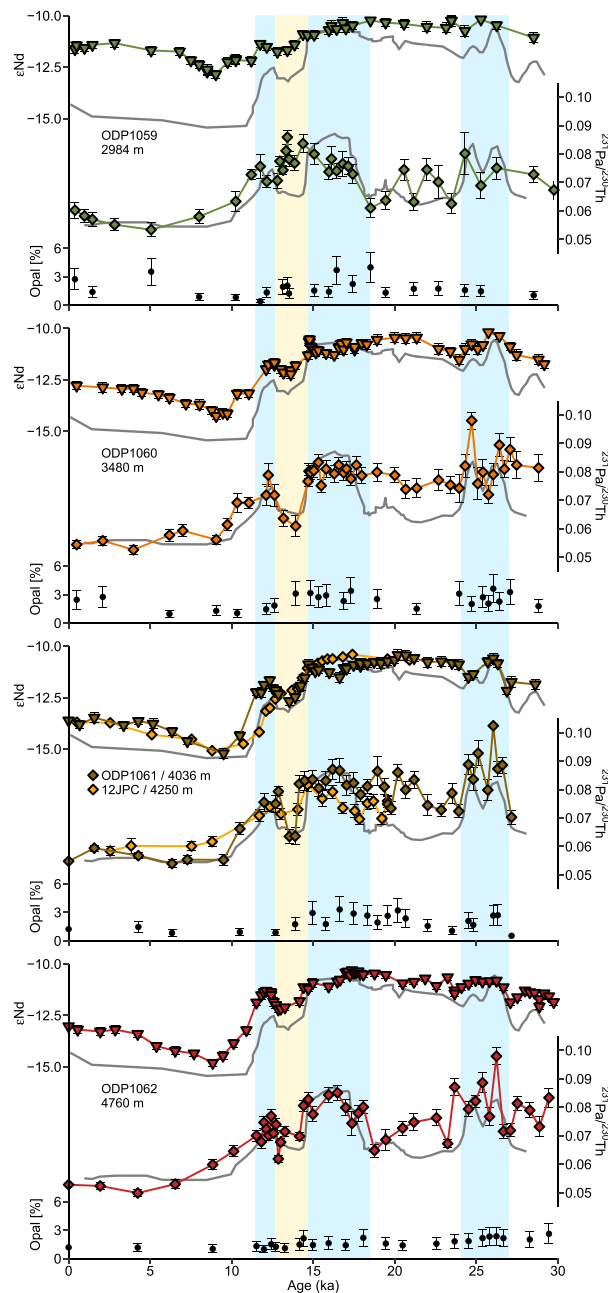 −10.0
εNd
−12.5
−15.0
0.10
²³¹Pa/²³⁰Th
0.09
0.08
0.07
0.06
0.05
ODP1059
2984 m
6
Opal [%]
3
0
−10.0
εNd
−12.5
−15.0
0.10
²³¹Pa/²³⁰Th
0.09
0.08
0.07
0.06
0.05
ODP1060
3480 m
6
Opal [%]
3
0
−10.0
εNd
−12.5
−15.0
0.10
²³¹Pa/²³⁰Th
0.09
0.08
0.07
0.06
0.05
ODP1061 / 4036 m
12JPC / 4250 m
6
Opal [%]
3
0
−10.0
εNd
−12.5
−15.0
0.10
²³¹Pa/²³⁰Th
0.09
0.08
0.07
0.06
0.05
ODP1062
4760 m
6
Opal [%]
3
0
0 5 10 15 20 25 30
Age (ka)